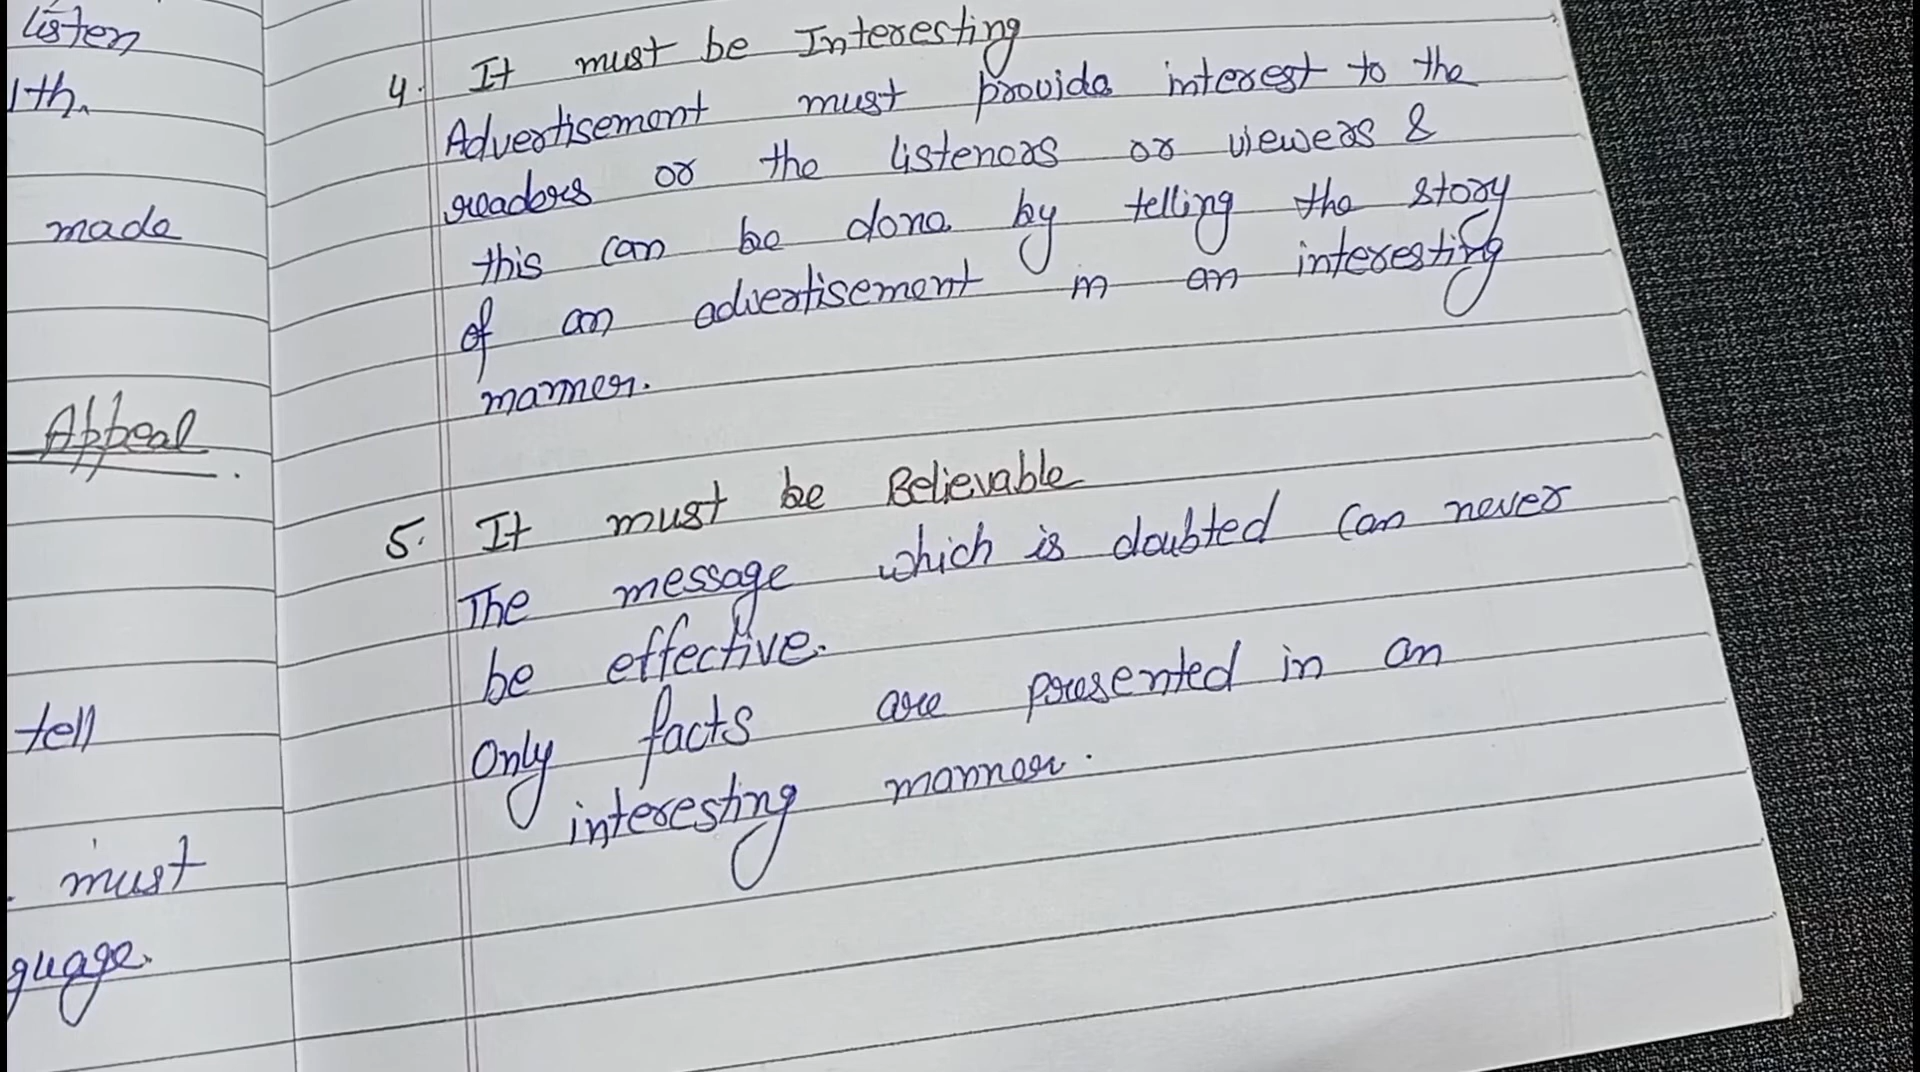 listen
made
Appeal
tell
must
guage.
4. It must be Interesting
Advertisement must provide interest to the
readers or the listeners or viewers &
this can be done by telling the story
of an advertisement in an interesting
manner.
5. It must be Believable
The message which is doubted can never
be effective.
Only facts are presented in an
interesting manner.